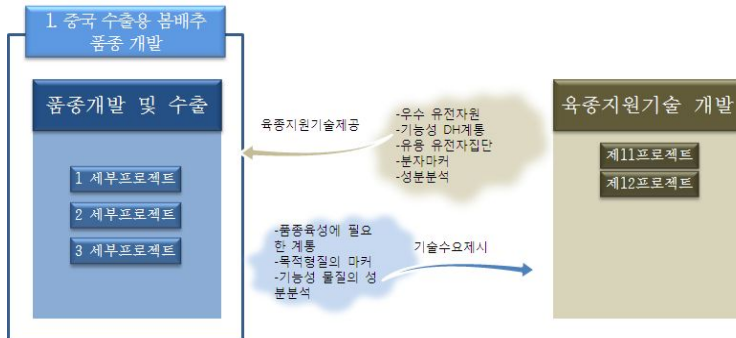 1. 중국 수출용 봄배추
품종 개발
품종개발 및 수출
1 세부프로젝트
2 세부프로젝트
3 세부프로젝트
육종지원기술제공
-우수 유전자원
-기능성 DH계통
-유용 유전자집단
-분자마커
-성분분석
-품종육성에 필요
한 계통
-목적형질의 마커
-기능성 물질의 성
분분석
기술수요제시
육종지원기술 개발
제11프로젝트
제12프로젝트